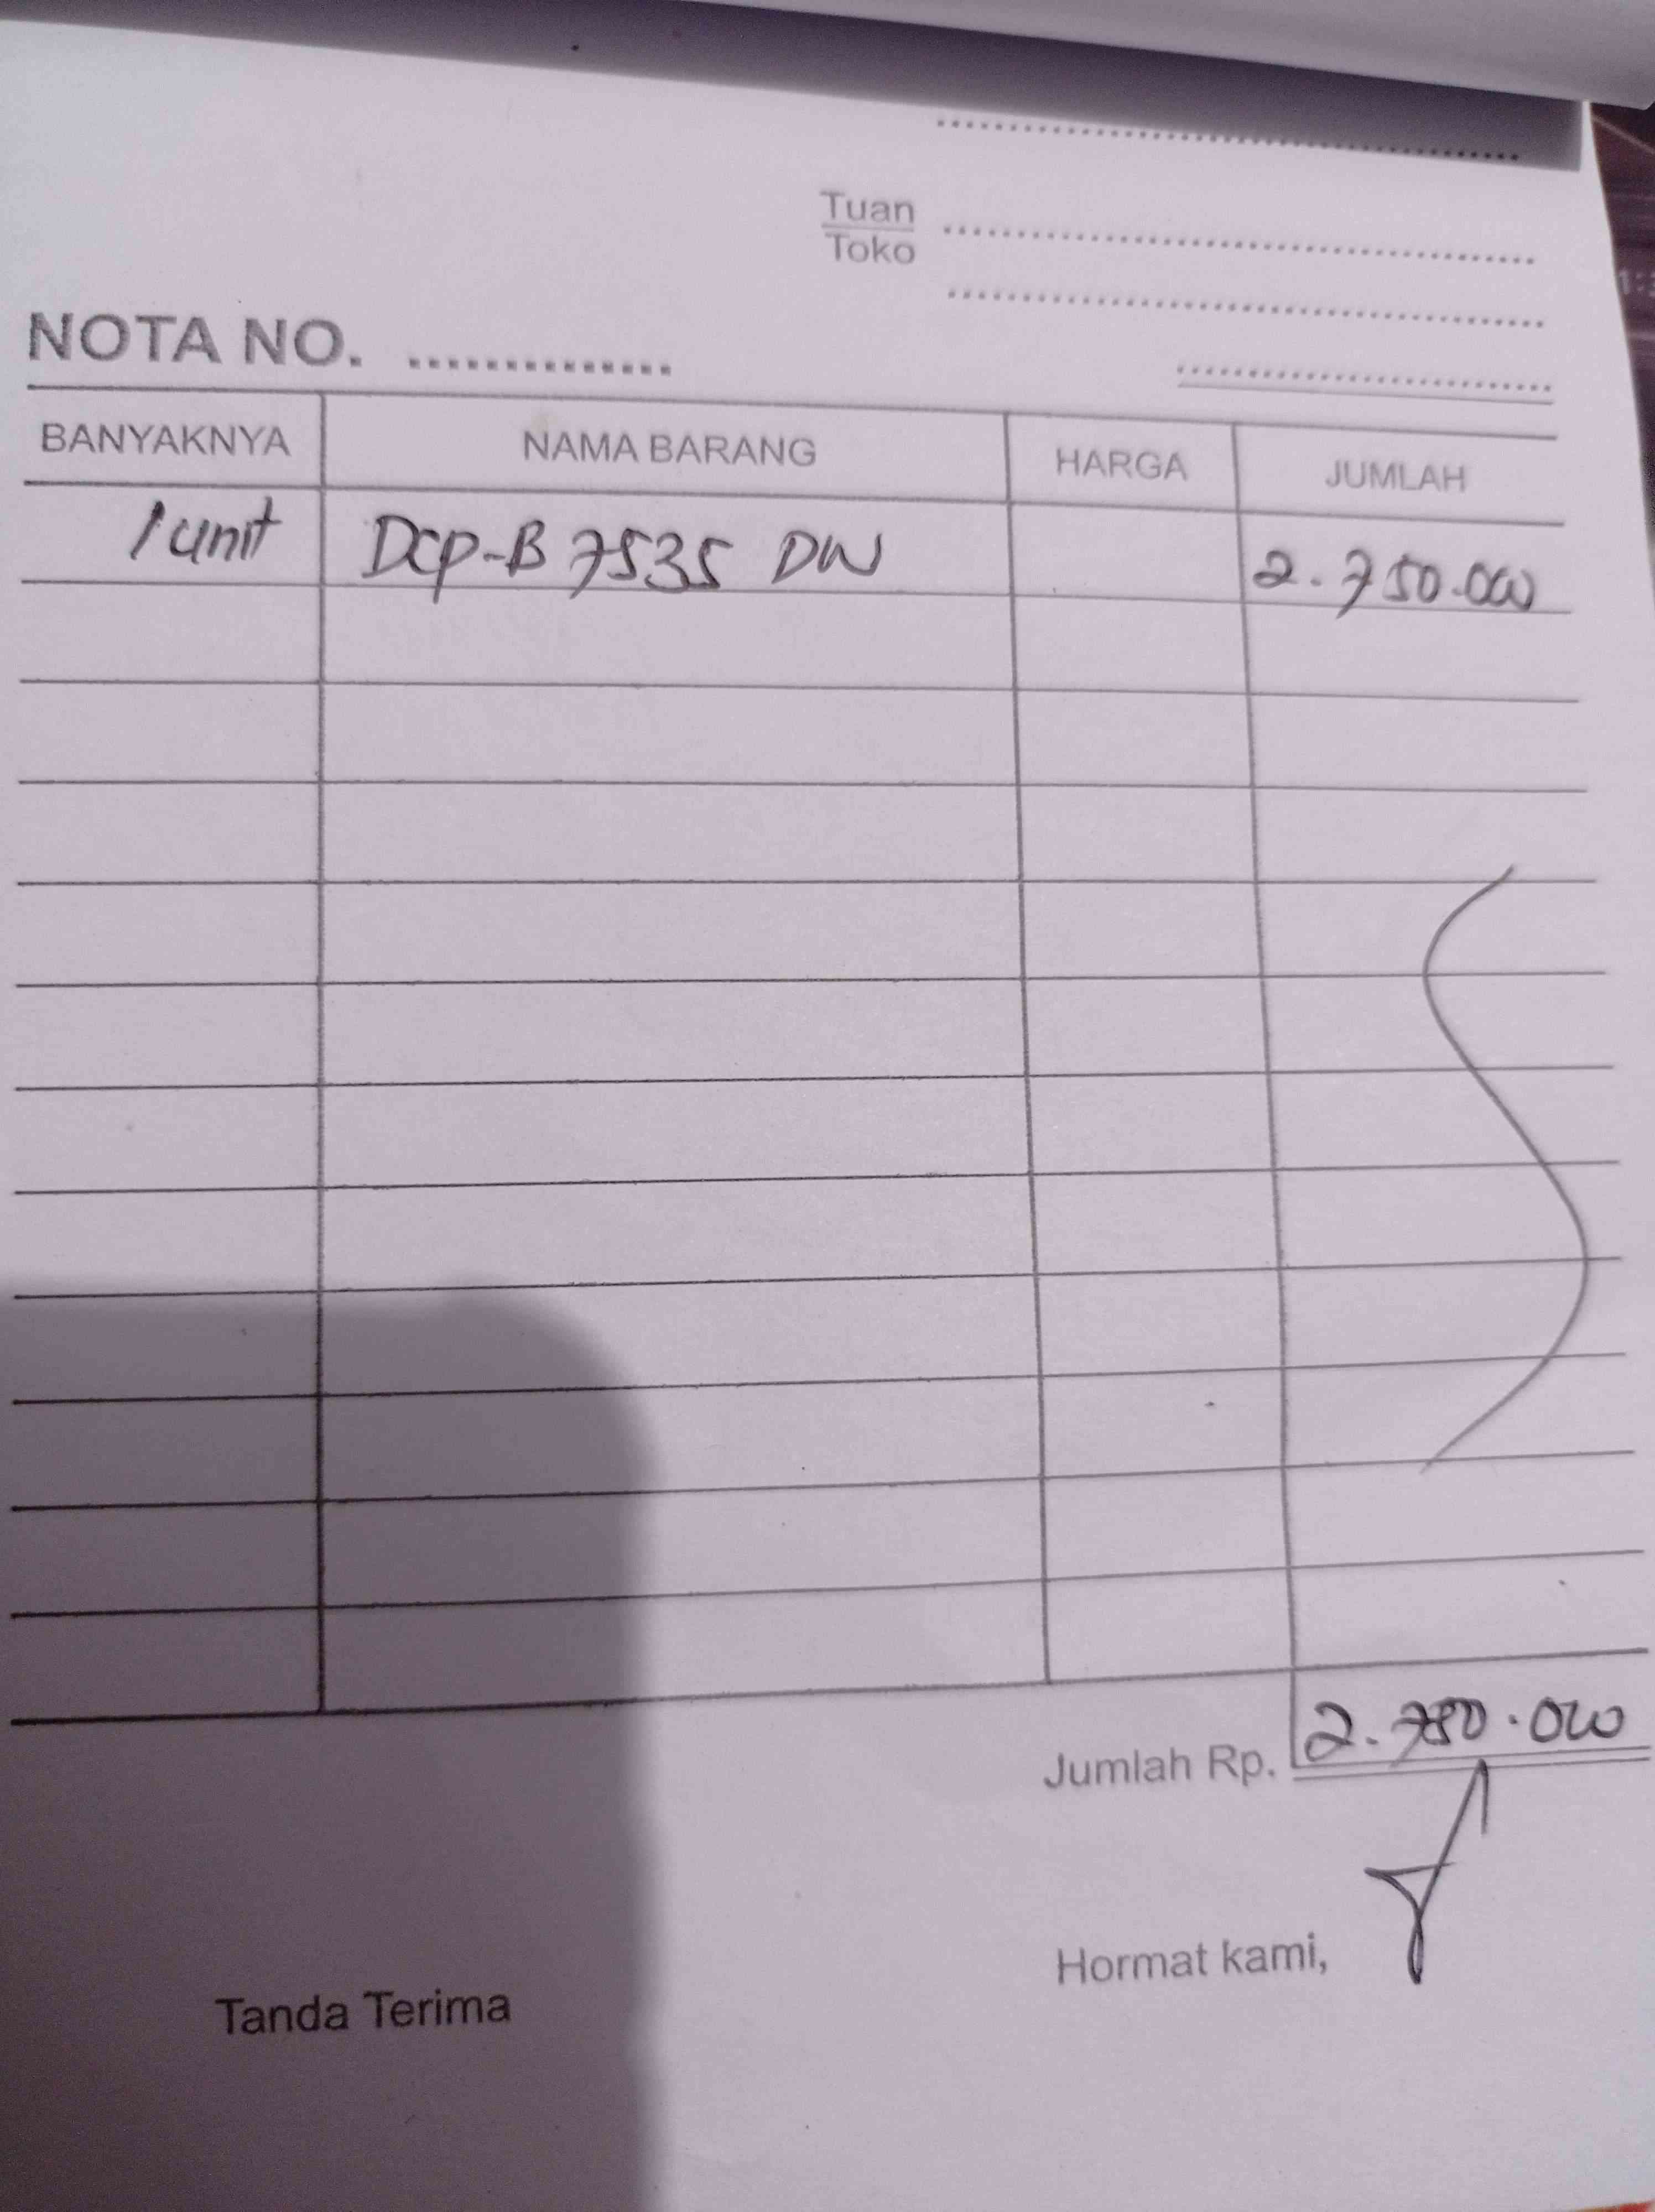 Tuan
Toko
NOTA NO.
BANYAKNYA NAMA BARANG HARGA JUMLAH
1 unit Dcp-B 7535 DW 2.750.000
Jumlah Rp. 2.750.000
Tanda Terima Hormat kami,